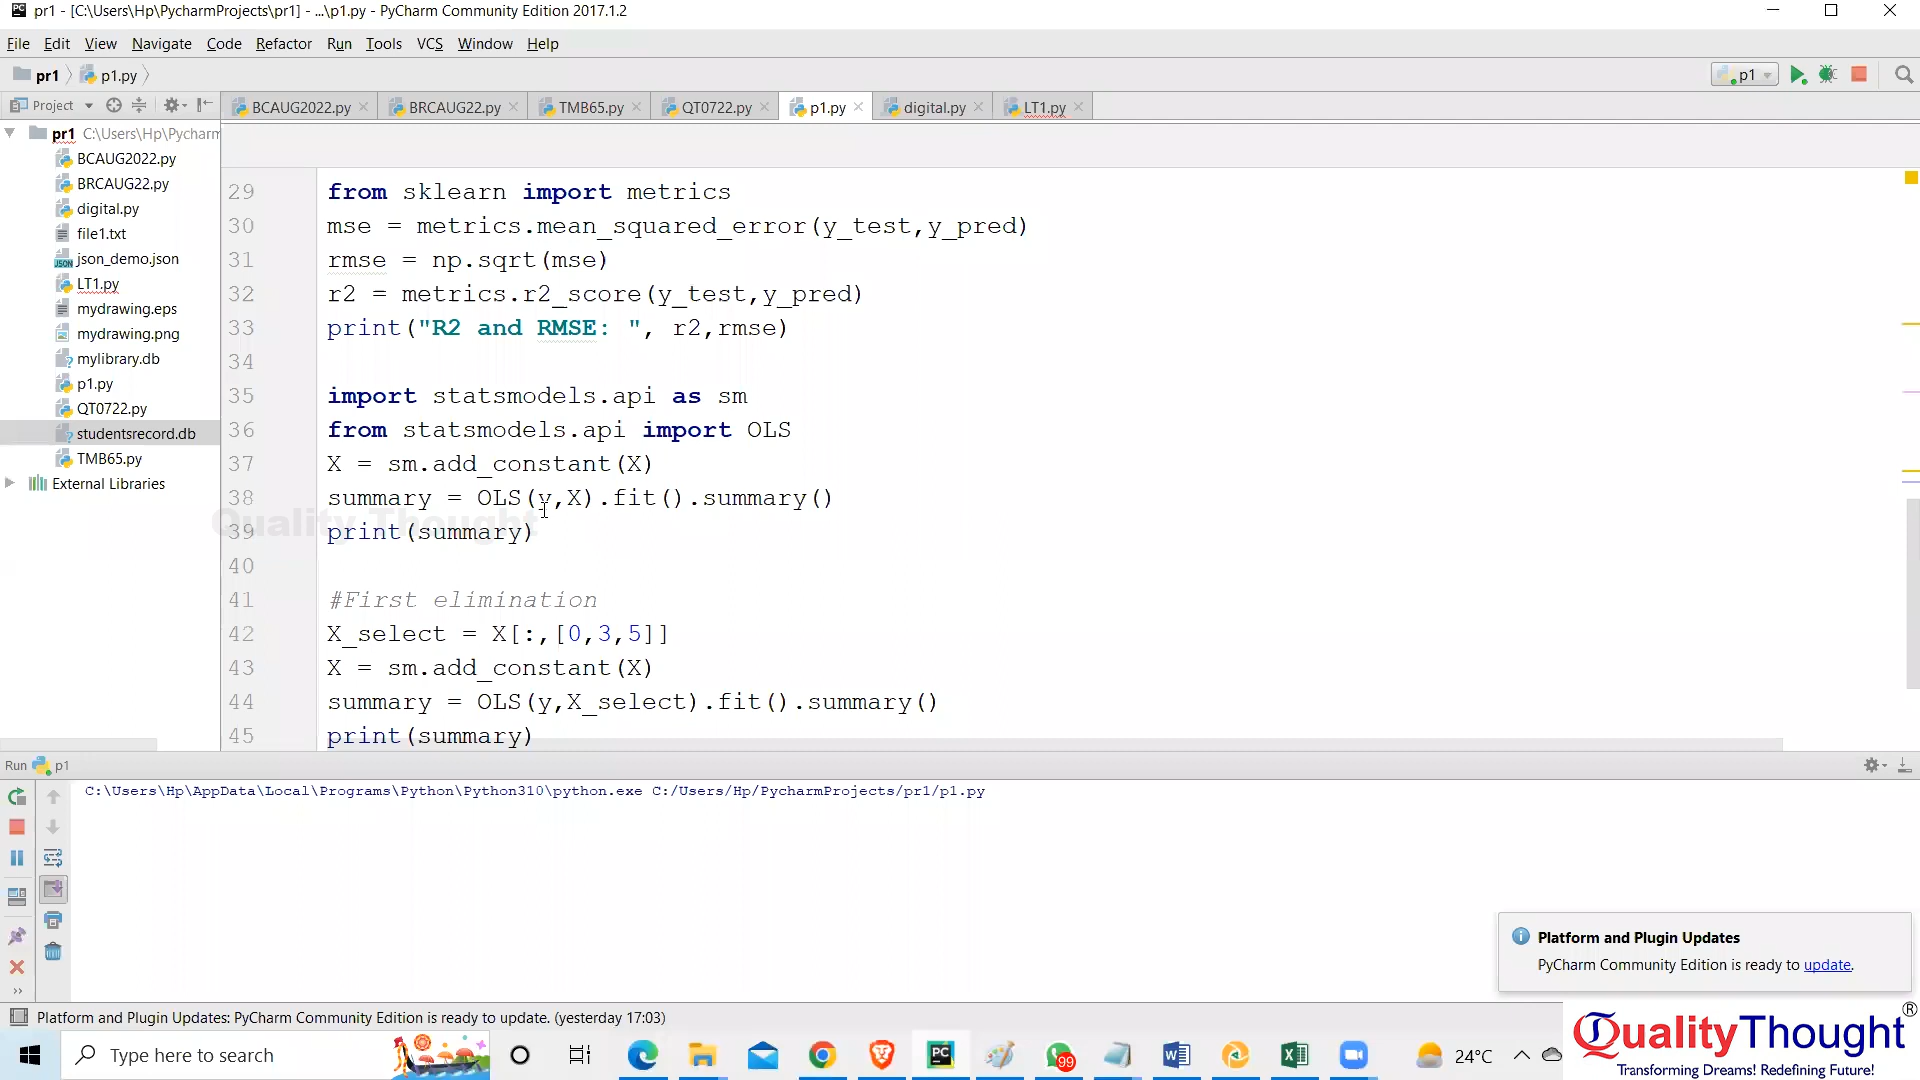 pr1 - [C:\Users\Hp\PycharmProjects\pr1] - ...\p1.py - PyCharm Community Edition 2017.1.2
File Edit View Navigate Code Refactor Run Tools VCS Window Help
pr1 p1.py
p1
Project
BCAUG2022.py BRCAUG22.py TMB65.py QT0722.py p1.py digital.py LT1.py
pr1 C:\Users\Hp\Pycharm
BCAUG2022.py
BRCAUG22.py
digital.py
file1.txt
json_demo.json
LT1.py
mydrawing.eps
mydrawing.png
mylibrary.db
p1.py
QT0722.py
studentsrecord.db
TMB65.py
External Libraries
29 from sklearn import metrics
30 mse = metrics.mean_squared_error(y_test,y_pred)
31 rmse = np.sqrt(mse)
32 r2 = metrics.r2_score(y_test,y_pred)
33 print("R2 and RMSE: ", r2,rmse)
34
35 import statsmodels.api as sm
36 from statsmodels.api import OLS
37 X = sm.add_constant(X)
38 summary = OLS(y,X).fit().summary()
Quality Thought
39 print(summary)
40
41 #First elimination
42 X_select = X[:,[0,3,5]]
43 X = sm.add_constant(X)
44 summary = OLS(y,X_select).fit().summary()
45 print(summary)
Run p1
C:\Users\Hp\AppData\Local\Programs\Python\Python310\python.exe C:/Users/Hp/PycharmProjects/pr1/p1.py
Platform and Plugin Updates
PyCharm Community Edition is ready to update.
Platform and Plugin Updates: PyCharm Community Edition is ready to update. (yesterday 17:03)
Type here to search
99
24°C
QualityThought®
Transforming Dreams! Redefining Future!